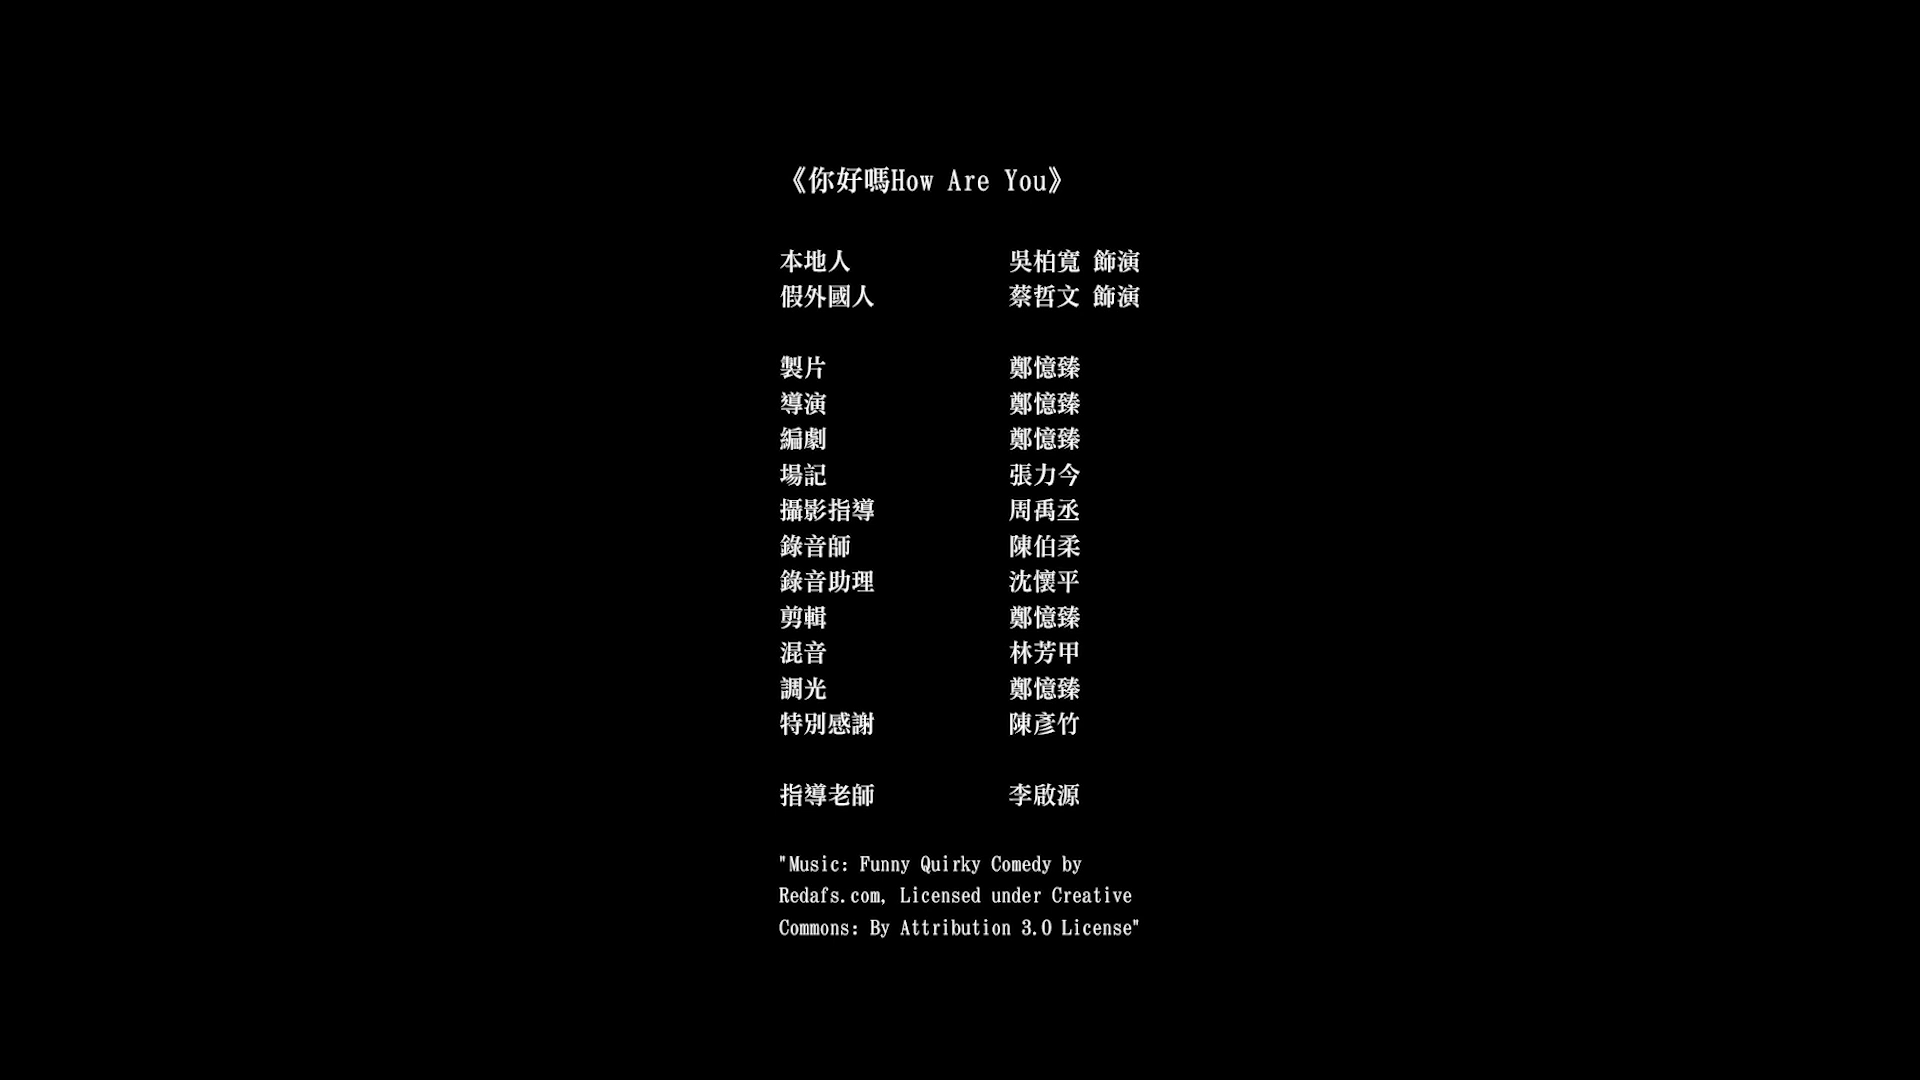 《你好嗎How Are You》
本地人 吳柏寬 飾演
假外國人 蔡哲文 飾演
製片 鄭憶臻
導演 鄭憶臻
編劇 鄭憶臻
場記 張力今
攝影指導 周禹丞
錄音師 陳伯柔
錄音助理 沈懷平
剪輯 鄭憶臻
混音 林芳甲
調光 鄭憶臻
特別感謝 陳彥竹
指導老師 李啟源
"Music: Funny Quirky Comedy by
Redafs.com, Licensed under Creative
Commons: By Attribution 3.0 License"